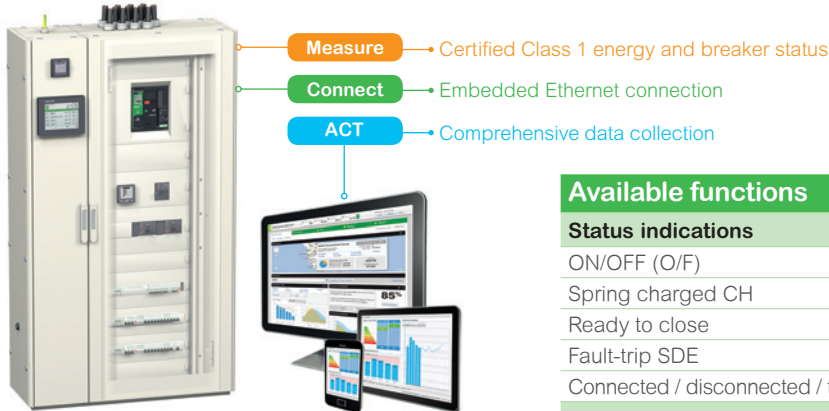 Measure
Certified Class 1 energy and breaker status
Connect
Embedded Ethernet connection
ACT
Comprehensive data collection
85%
Available functions
Status indications
ON/OFF (O/F)
Spring charged CH
Ready to close
Fault-trip SDE
Connected / disconnected /